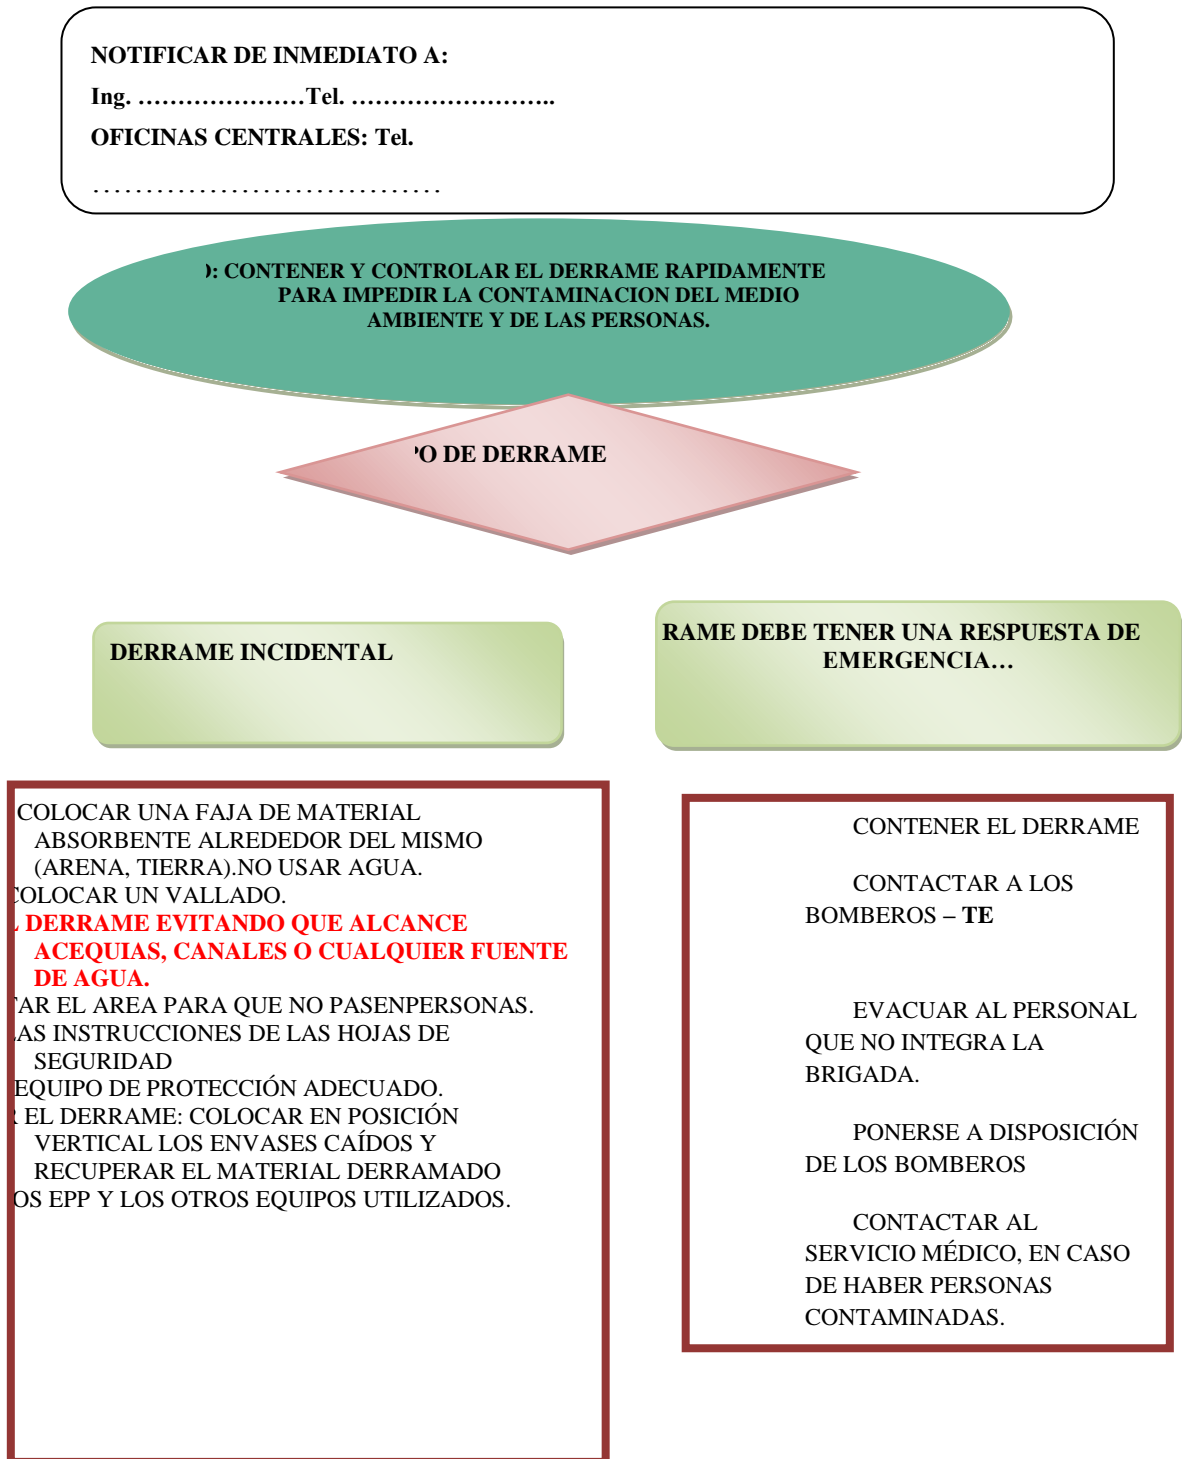 NOTIFICAR DE INMEDIATO A:
Ing. …………………Tel. ……………………..
OFICINAS CENTRALES: Tel.
.................................
: CONTENER Y CONTROLAR EL DERRAME RAPIDAMENTE
PARA IMPEDIR LA CONTAMINACION DEL MEDIO
AMBIENTE Y DE LAS PERSONAS.
PO DE DERRAME
DERRAME INCIDENTAL
RAME DEBE TENER UNA RESPUESTA DE
EMERGENCIA…
COLOCAR UNA FAJA DE MATERIAL
ABSORBENTE ALREDEDOR DEL MISMO
(ARENA, TIERRA).NO USAR AGUA.
COLOCAR UN VALLADO.
L DERRAME EVITANDO QUE ALCANCE
ACEQUIAS, CANALES O CUALQUIER FUENTE
DE AGUA.
TAR EL AREA PARA QUE NO PASENPERSONAS.
LAS INSTRUCCIONES DE LAS HOJAS DE
SEGURIDAD
EQUIPO DE PROTECCIÓN ADECUADO.
R EL DERRAME: COLOCAR EN POSICIÓN
VERTICAL LOS ENVASES CAÍDOS Y
RECUPERAR EL MATERIAL DERRAMADO
OS EPP Y LOS OTROS EQUIPOS UTILIZADOS.
CONTENER EL DERRAME
CONTACTAR A LOS
BOMBEROS – TE
EVACUAR AL PERSONAL
QUE NO INTEGRA LA
BRIGADA.
PONERSE A DISPOSICIÓN
DE LOS BOMBEROS
CONTACTAR AL
SERVICIO MÉDICO, EN CASO
DE HABER PERSONAS
CONTAMINADAS.